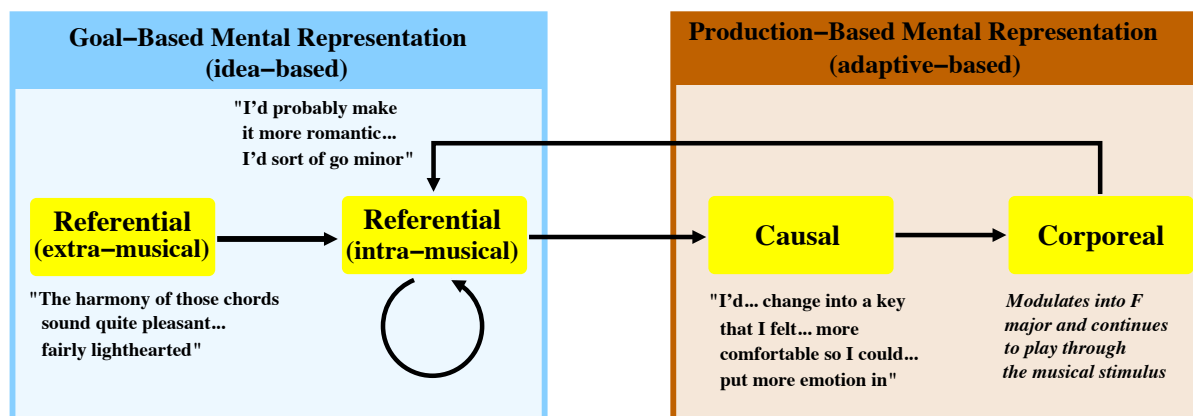 Goal–Based Mental Representation
(idea–based)
Production–Based Mental Representation
(adaptive–based)
"I'd probably make
it more romantic...
I'd sort of go minor"
Referential
(extra–musical)
Referential
(intra–musical)
Causal
Corporeal
"The harmony of those chords
sound quite pleasant...
fairly lighthearted"
"I'd... change into a key
that I felt... more
comfortable so I could...
put more emotion in"
Modulates into F
major and continues
to play through
the musical stimulus